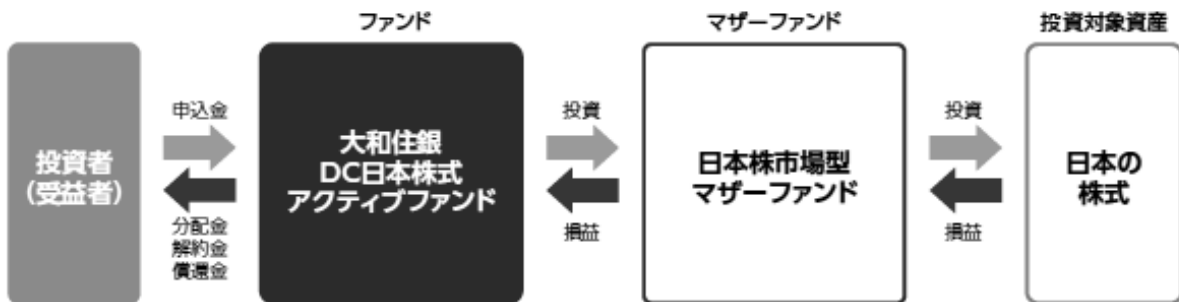 ファンド
マザーファンド
投資対象資産
投資者
（受益者）
申込金
分配金
解約金
償還金
大和住銀
DC日本株式
アクティブファンド
投資
損益
日本株市場型
マザーファンド
投資
損益
日本の
株式